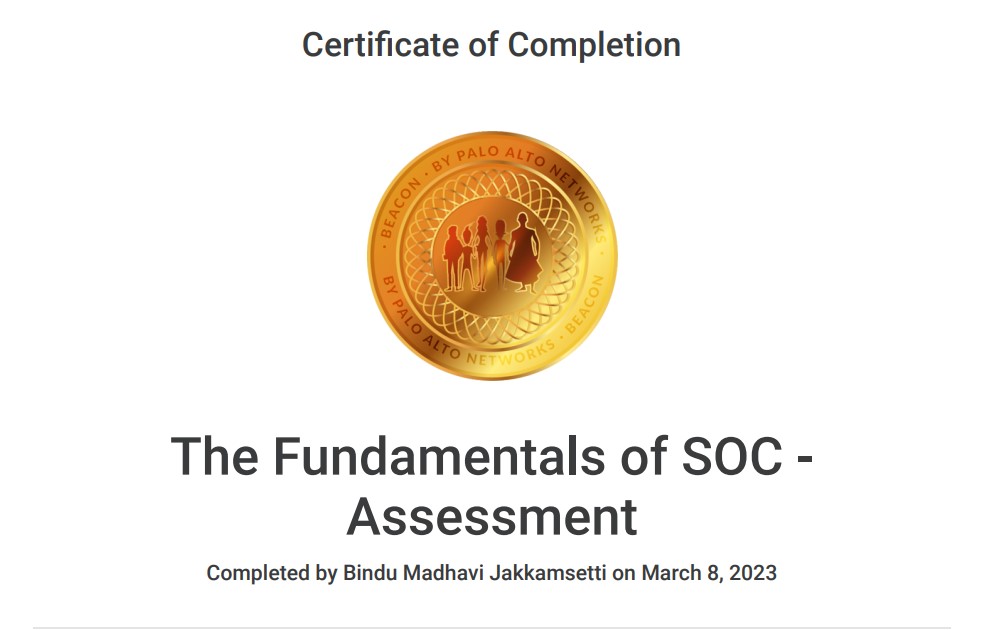 Certificate of Completion
· BEACON · BY PALO ALTO NETWORKS ·
BY PALO ALTO NETWORKS · BEACON
The Fundamentals of SOC -
Assessment
Completed by Bindu Madhavi Jakkamsetti on March 8, 2023